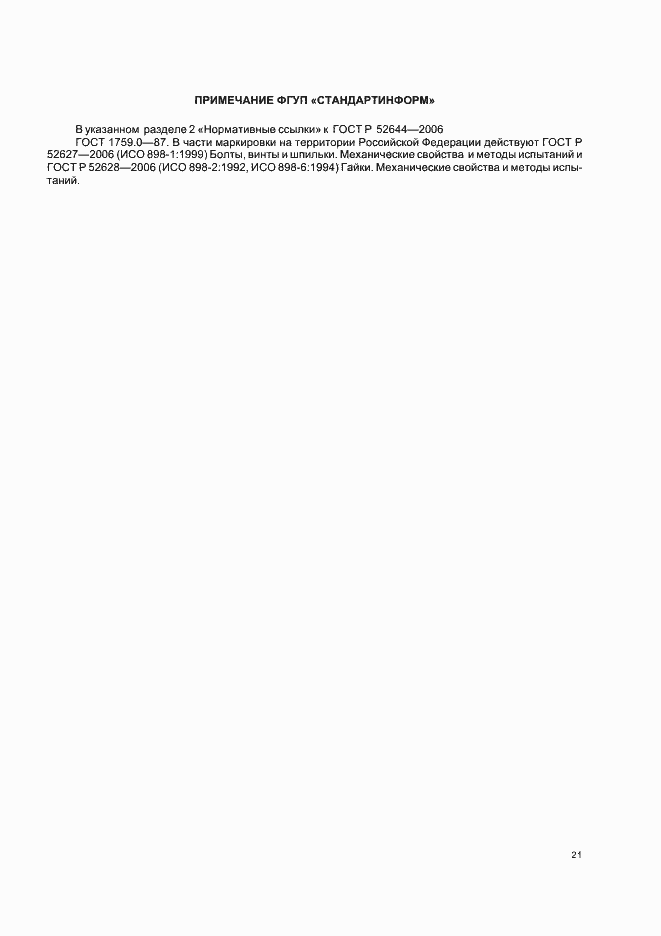 ПРИМЕЧАНИЕ ФГУП «СТАНДАРТИНФОРМ»
В указанном разделе 2 «Нормативные ссылки» к ГОСТ Р 52644—2006
ГОСТ 1759.0—87. В части маркировки на территории Российской Федерации действуют ГОСТ Р
52627—2006 (ИСО 898-1:1999) Болты, винты и шпильки. Механические свойства и методы испытаний и
ГОСТ Р 52628—2006 (ИСО 898-2:1992, ИСО 898-6:1994) Гайки. Механические свойства и методы испы-
таний.
21